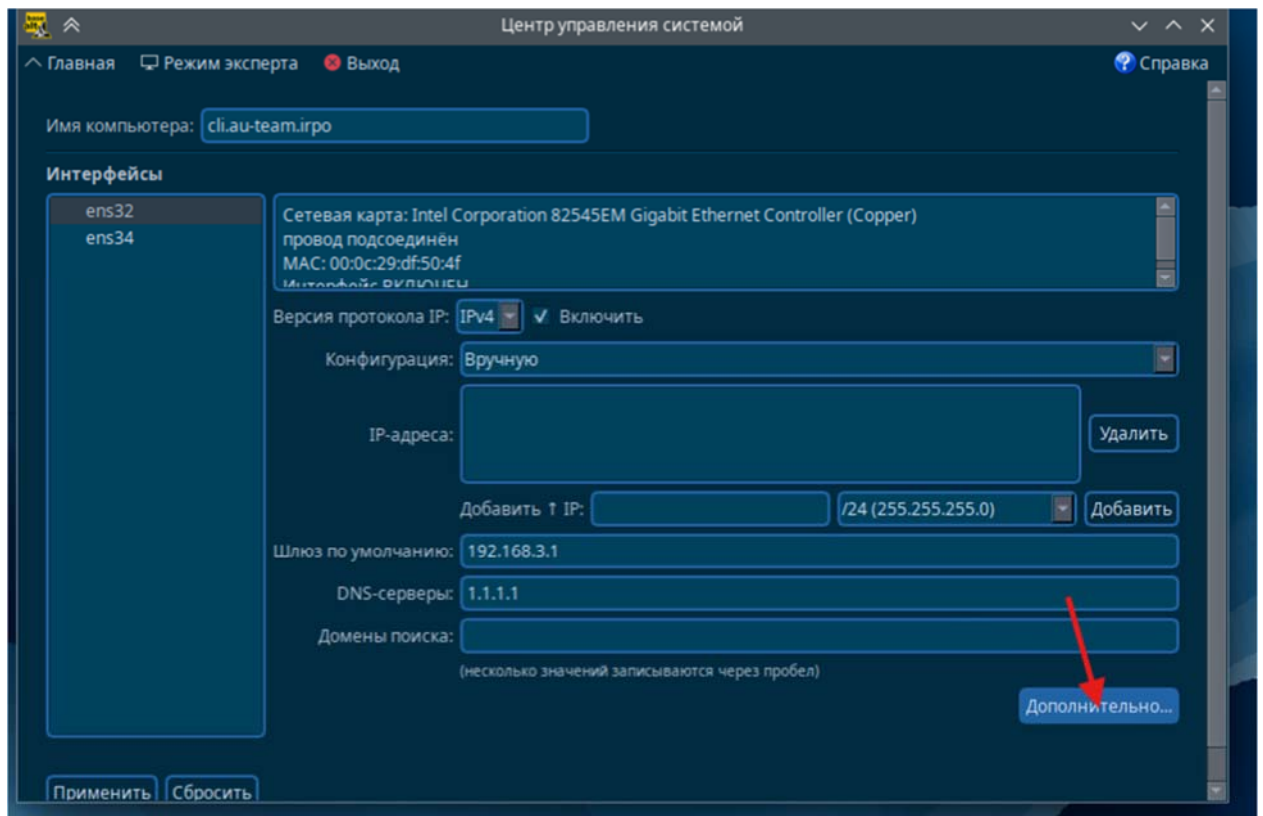 Центр управления системой
Главная Режим эксперта Выход Справка
Имя компьютера: cli.au-team.irpo
Интерфейсы
ens32
ens34
Сетевая карта: Intel Corporation 82545EM Gigabit Ethernet Controller (Copper)
провод подсоединён
MAC: 00:0c:29:df:50:4f
Интерфейс ВКЛЮЧЕН
Версия протокола IP: IPv4 Включить
Конфигурация: Вручную
IP-адреса: Удалить
Добавить ↑ IP: /24 (255.255.255.0) Добавить
Шлюз по умолчанию: 192.168.3.1
DNS-серверы: 1.1.1.1
Домены поиска:
(несколько значений записываются через пробел)
Дополнительно...
Применить Сбросить